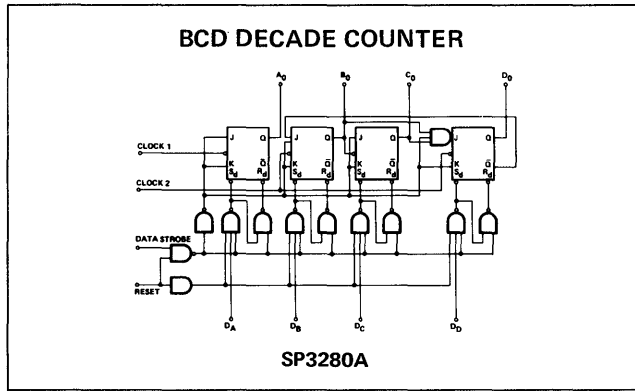 BCD DECADE COUNTER
A0 B0 C0 D0
J Q J Q J Q J Q
CLOCK 1
K Q̅ K Q̅ K Q̅ K Q̅
Sd Rd Sd Rd Sd Rd Sd Rd
CLOCK 2
DATA STROBE
RESET
DA DB DC DD
SP3280A